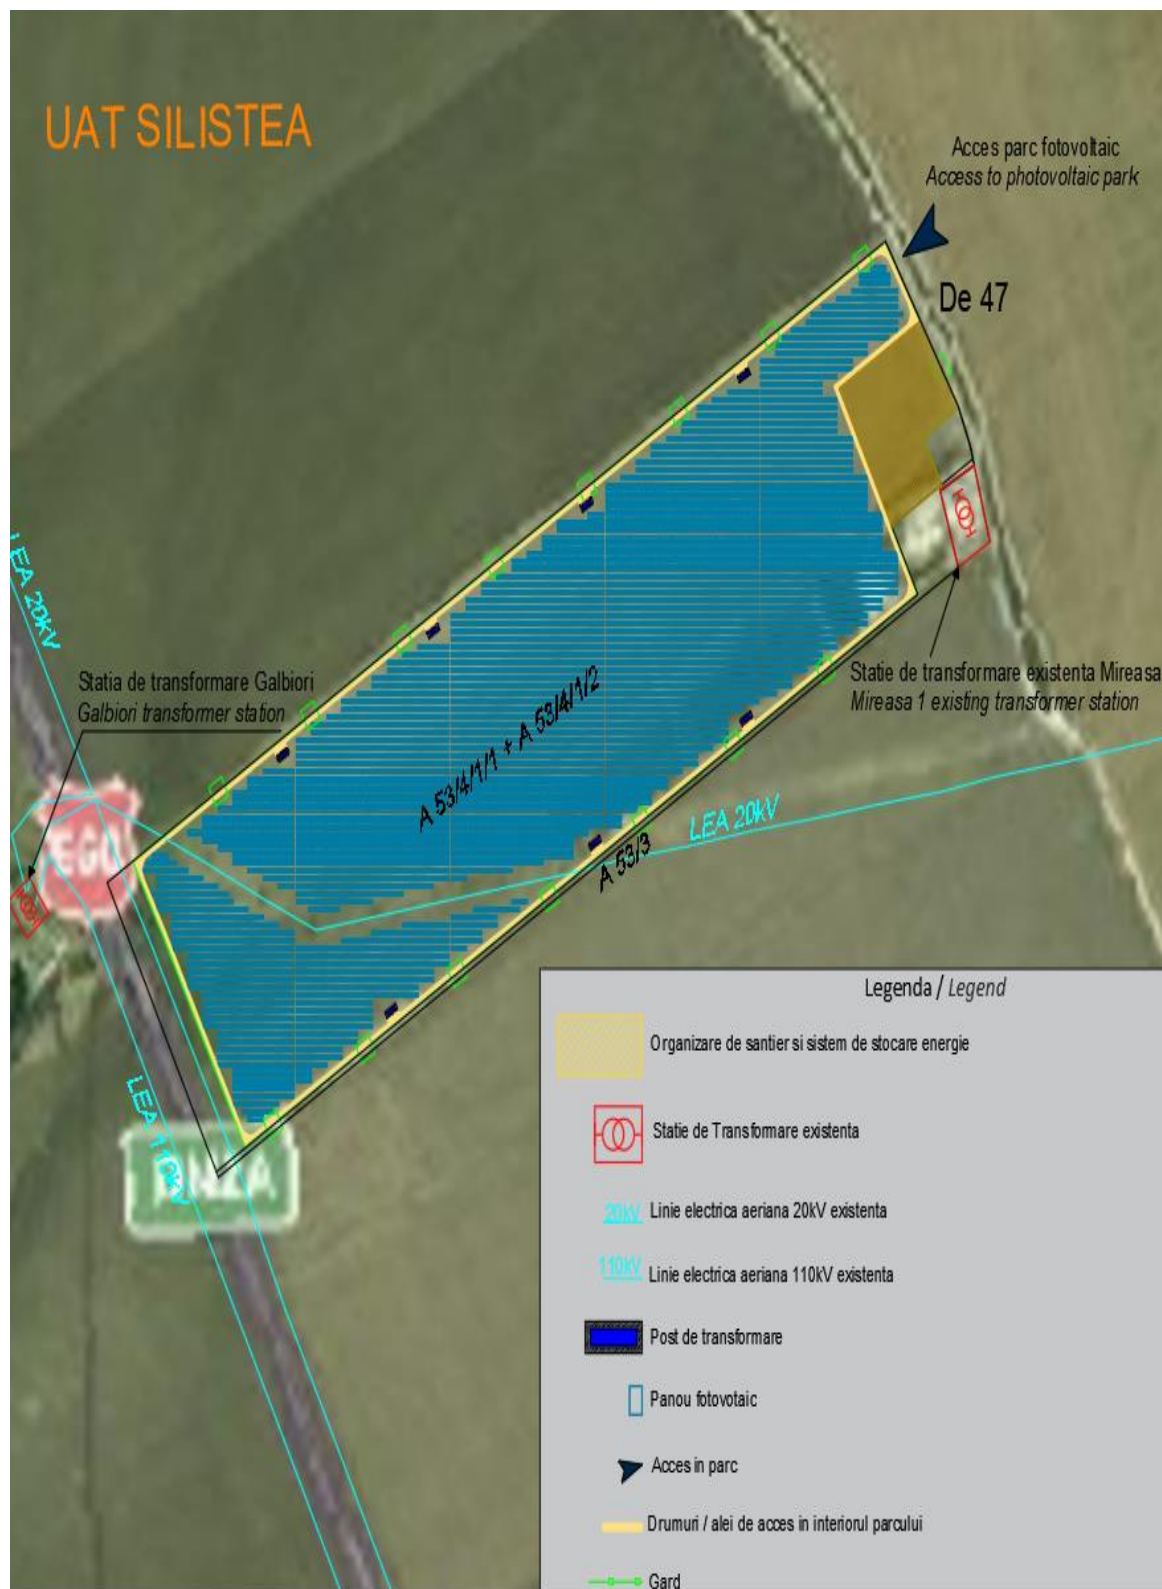 UAT SILISTEA
Acces parc fotovoltaic
Access to photovoltaic park
De 47
LEA 20kV
Statia de transformare Galbiori
Galbiori transformer station
Statie de transformare existenta Mireasa
Mireasa 1 existing transformer station
A 53/4/1/1 + A 53/4/1/2
LEA 20kV
A 53/3
LEA 110kV
Legenda / Legend
Organizare de santier si sistem de stocare energie
Statie de Transformare existenta
20kV Linie electrica aeriana 20kV existenta
110kV Linie electrica aeriana 110kV existenta
Post de transformare
Panou fotovotaic
Acces in parc
Drumuri / alei de acces in interiorul parcului
Gard